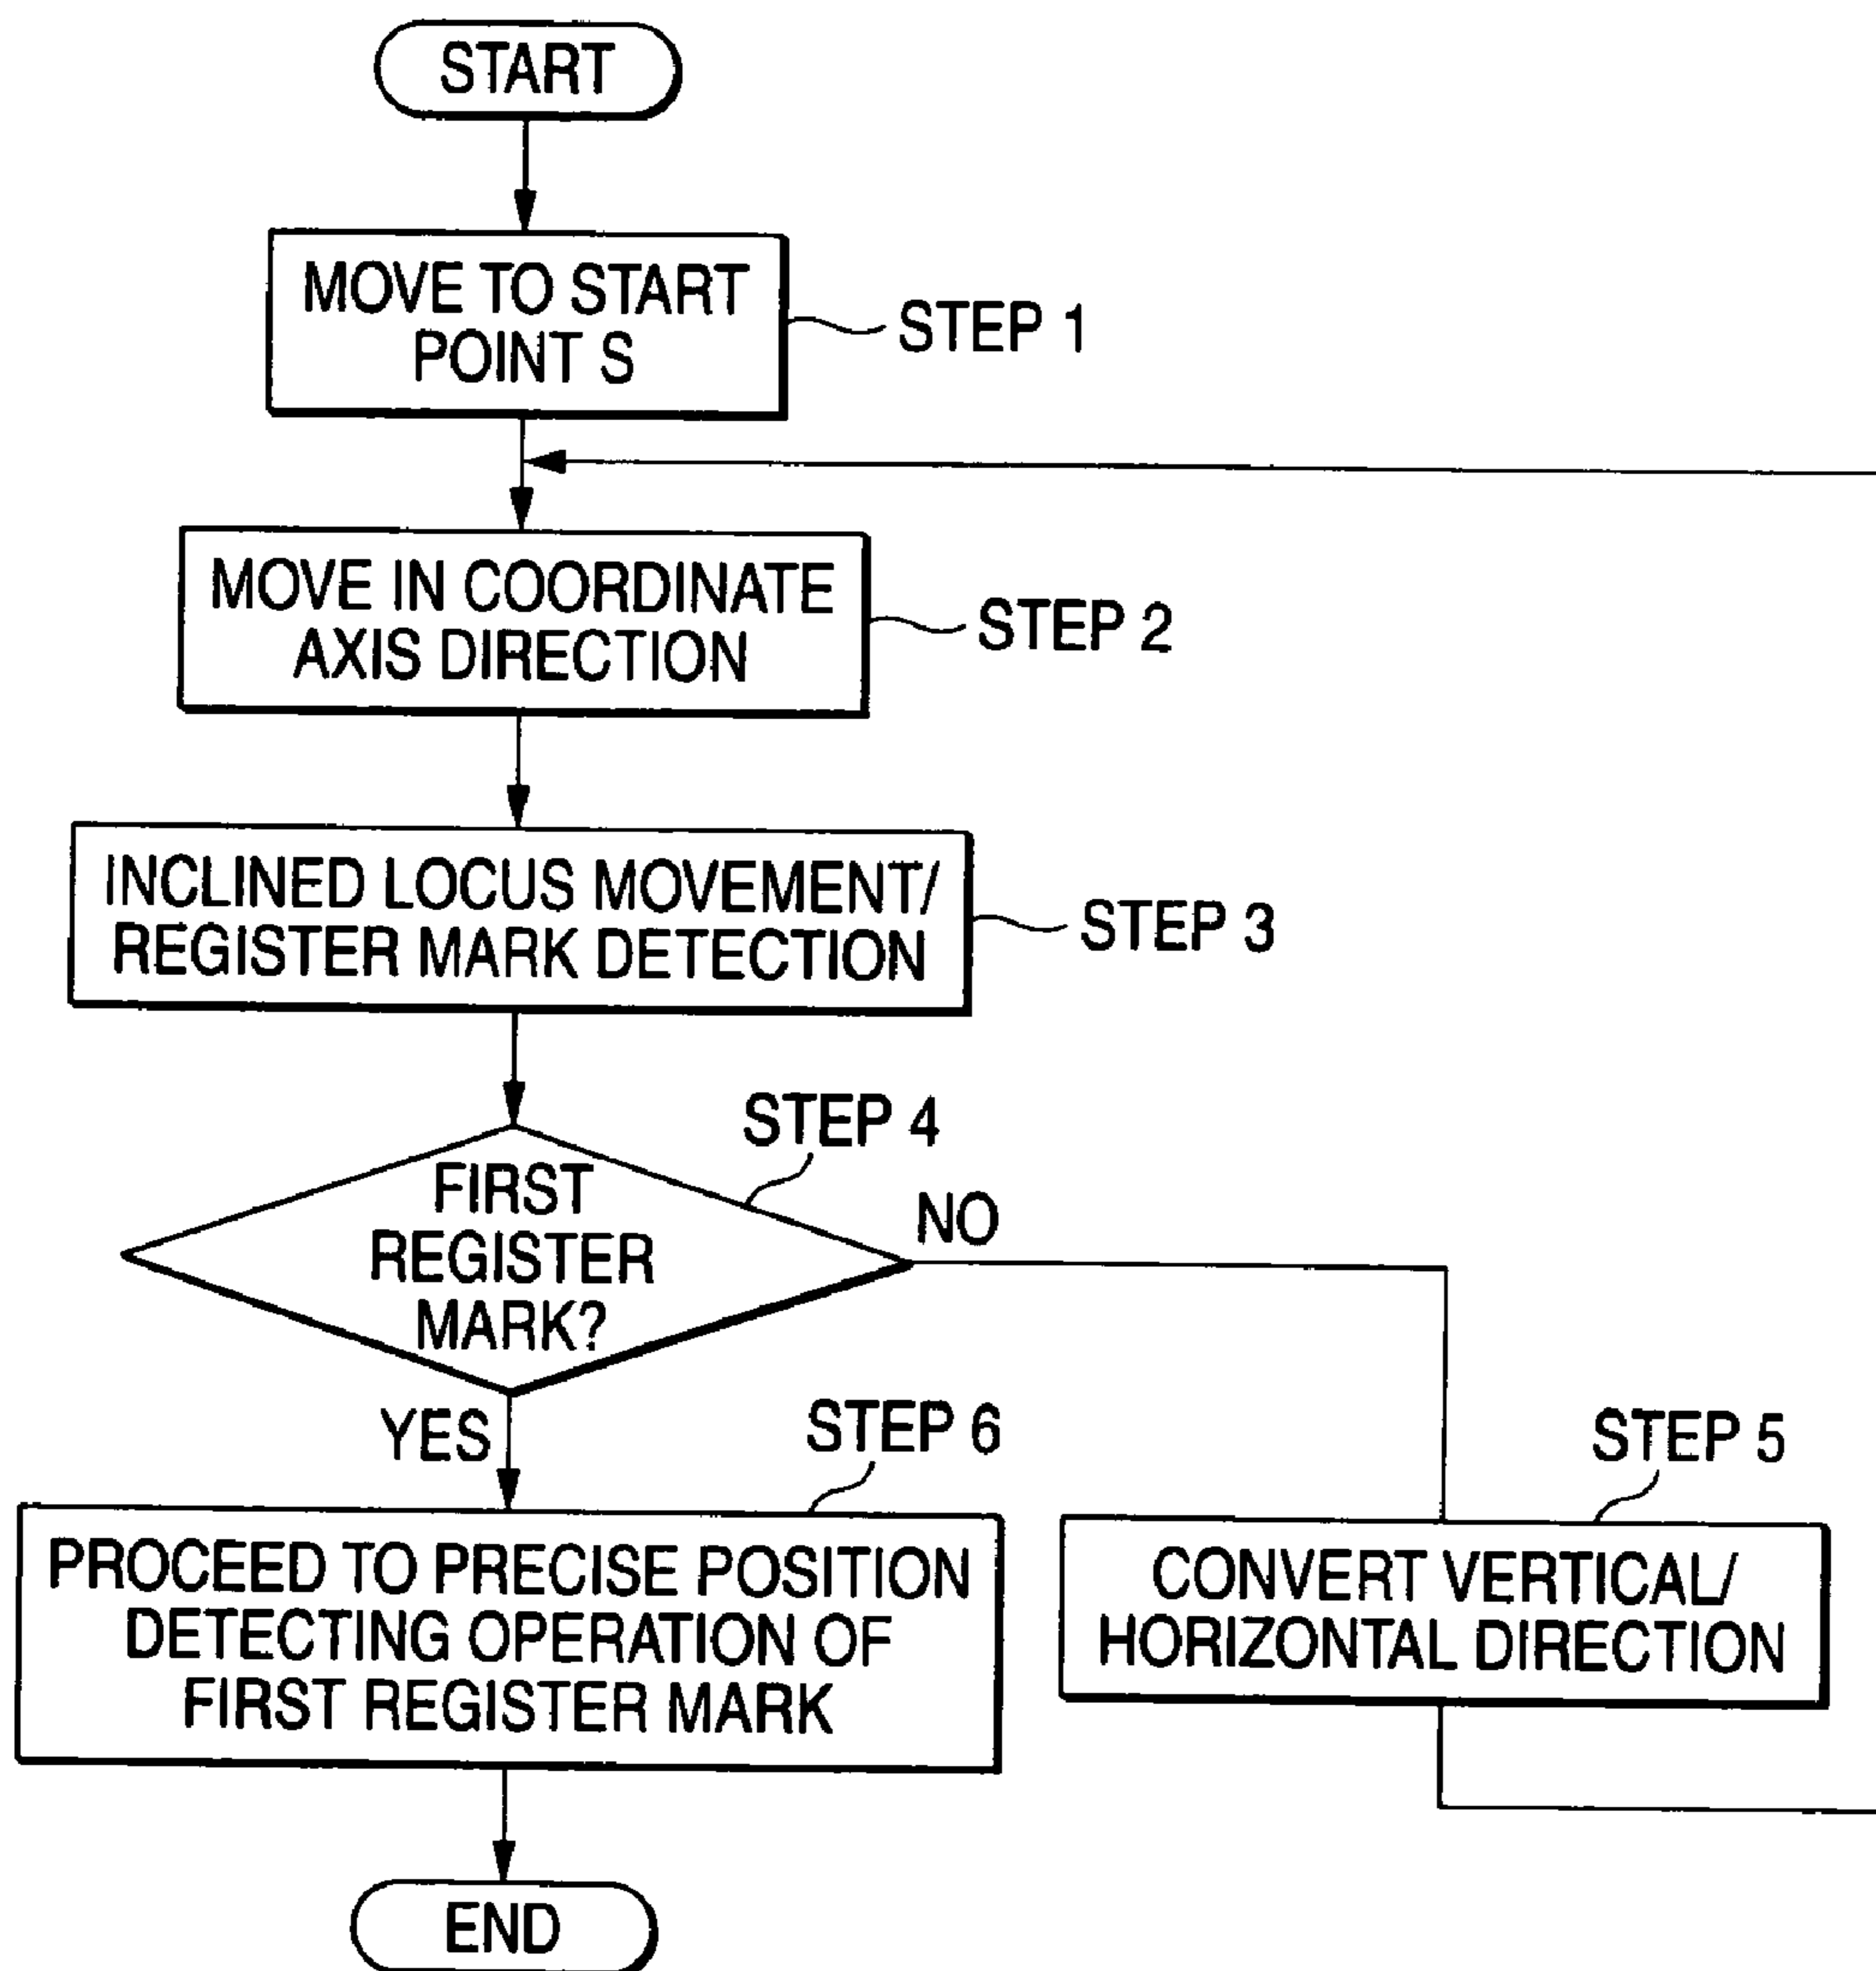 START
MOVE TO START
POINT S
STEP 1
MOVE IN COORDINATE
AXIS DIRECTION
STEP 2
INCLINED LOCUS MOVEMENT/
REGISTER MARK DETECTION
STEP 3
STEP 4
FIRST
REGISTER
MARK?
NO
YES
STEP 6
PROCEED TO PRECISE POSITION
DETECTING OPERATION OF
FIRST REGISTER MARK
STEP 5
CONVERT VERTICAL/
HORIZONTAL DIRECTION
END